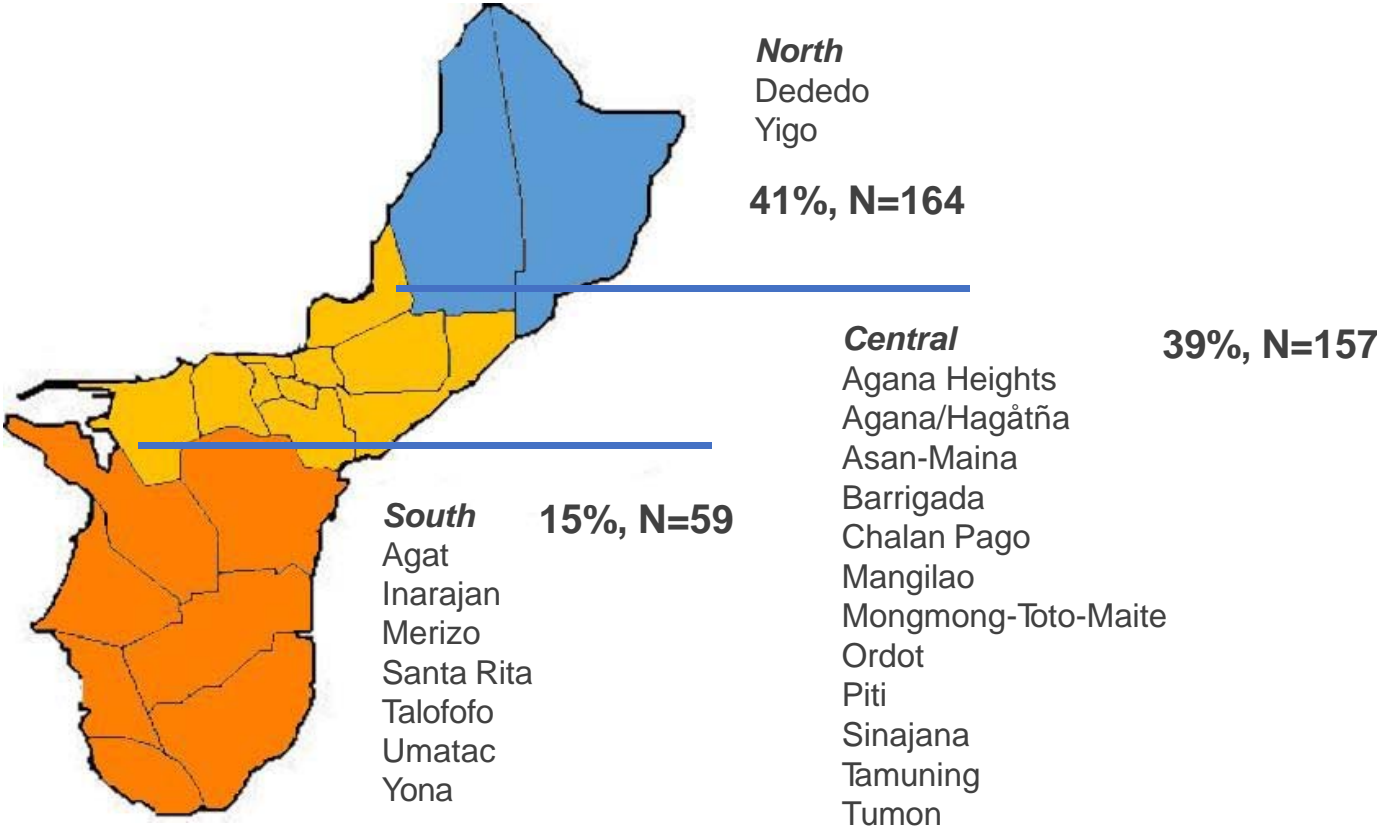 North
Dededo
Yigo
41%, N=164
Central
39%, N=157
Agana Heights
Agana/Hagåtña
Asan-Maina
Barrigada
Chalan Pago
Mangilao
Mongmong-Toto-Maite
Ordot
Piti
Sinajana
Tamuning
Tumon
South
15%, N=59
Agat
Inarajan
Merizo
Santa Rita
Talofofo
Umatac
Yona